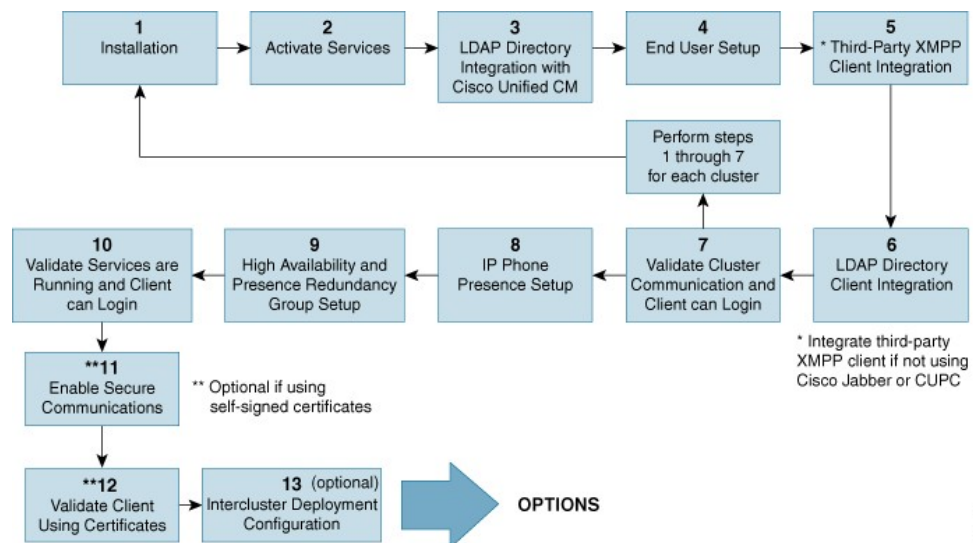 1
Installation
2
Activate Services
3
LDAP Directory
Integration with
Cisco Unified CM
4
End User Setup
5
* Third-Party XMPP
Client Integration
Perform steps
1 through 7
for each cluster
10
Validate Services are
Running and Client
can Login
9
High Availability and
Presence Redundancy
Group Setup
8
IP Phone
Presence Setup
7
Validate Cluster
Communication and
Client can Login
6
LDAP Directory
Client Integration
* Integrate third-party
XMPP client if not using
Cisco Jabber or CUPC
**11
Enable Secure
Communications
** Optional if using
self-signed certificates
**12
Validate Client
Using Certificates
13 (optional)
Intercluster Deployment
Configuration
OPTIONS